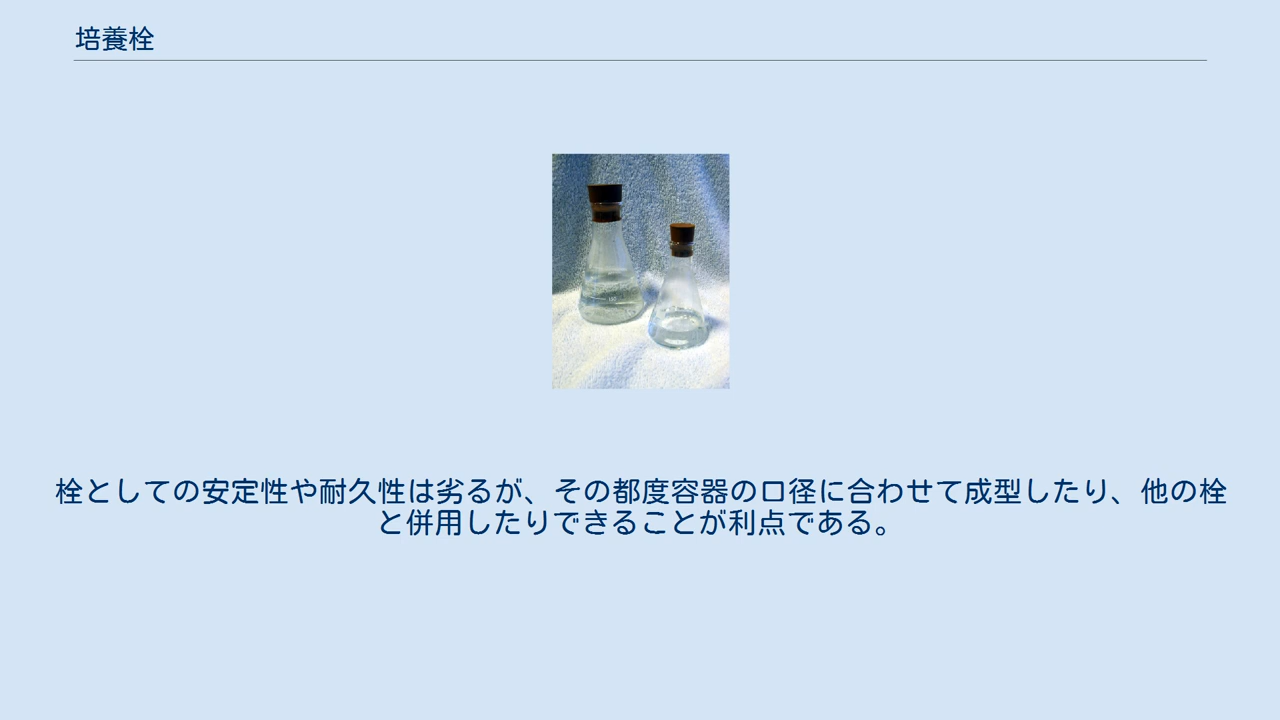 培養栓
栓としての安定性や耐久性は劣るが、その都度容器の口径に合わせて成型したり、他の栓
と併用したりできることが利点である。